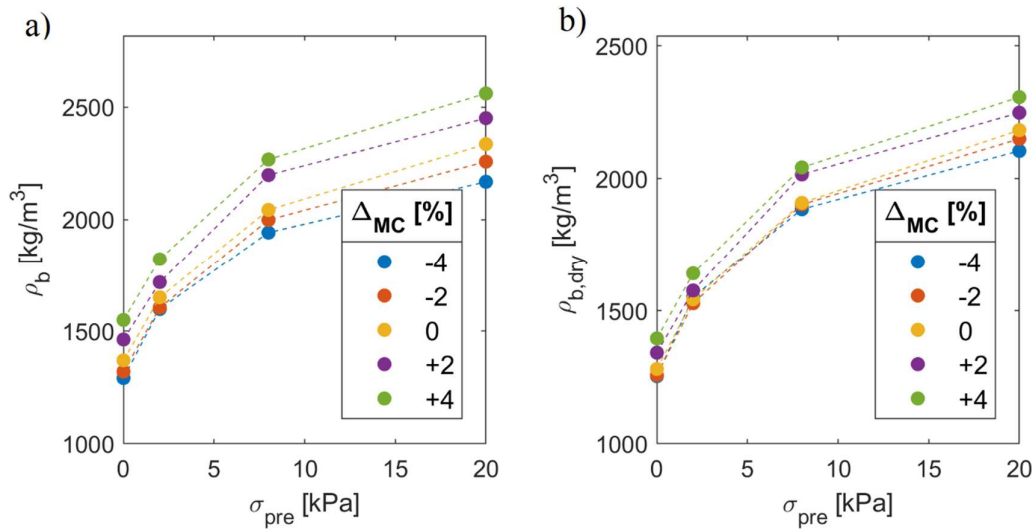 a)
ρb [kg/m3]
2500
2000
1500
1000
0 5 10 15 20
σpre [kPa]
ΔMC [%]
-4
-2
0
+2
+4
b)
ρb,dry [kg/m3]
2500
2000
1500
1000
0 5 10 15 20
σpre [kPa]
ΔMC [%]
-4
-2
0
+2
+4